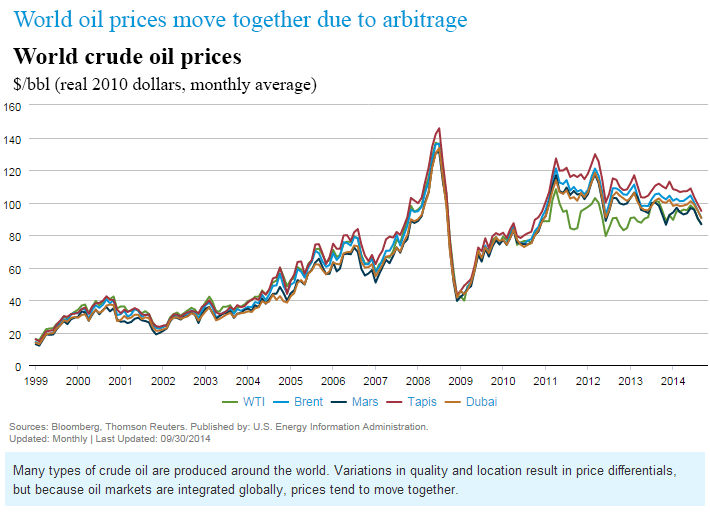 World oil prices move together due to arbitrage
World crude oil prices
$/bbl (real 2010 dollars, monthly average)
160
140
120
100
80
60
40
20
0
1999 2000 2001 2002 2003 2004 2005 2006 2007 2008 2009 2010 2011 2012 2013 2014
WTI Brent Mars Tapis Dubai
Sources: Bloomberg, Thomson Reuters. Published by: U.S. Energy Information Administration.
Updated: Monthly | Last Updated: 09/30/2014
Many types of crude oil are produced around the world. Variations in quality and location result in price differentials,
but because oil markets are integrated globally, prices tend to move together.